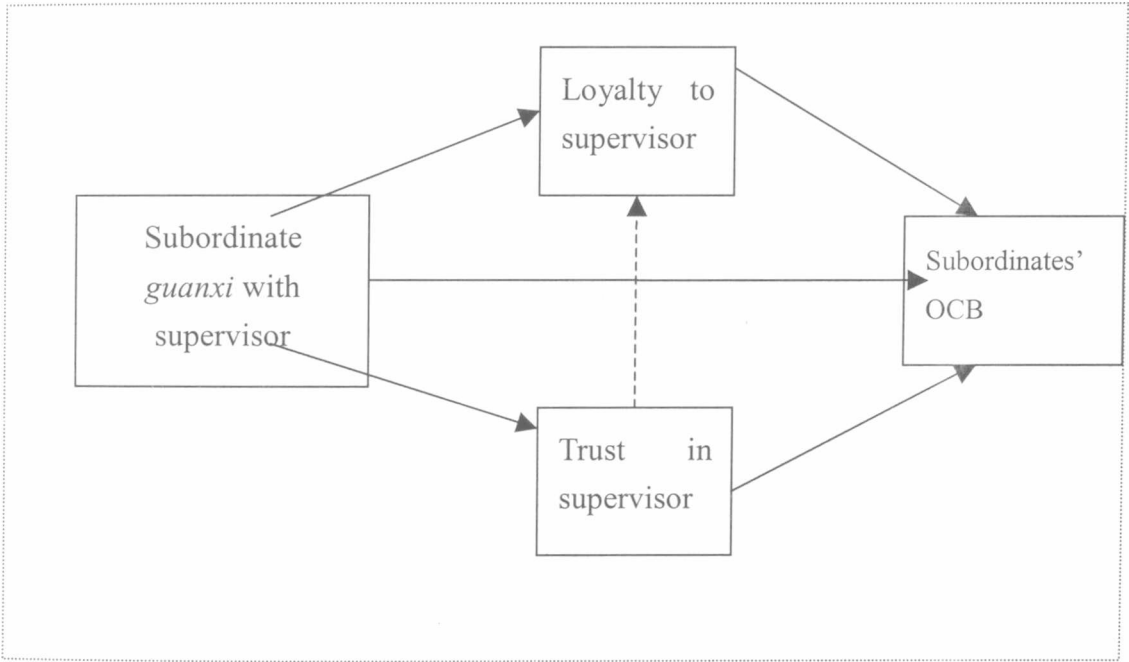 Loyalty to
supervisor
Subordinate
guanxi with
supervisor
Subordinates’
OCB
Trust in
supervisor